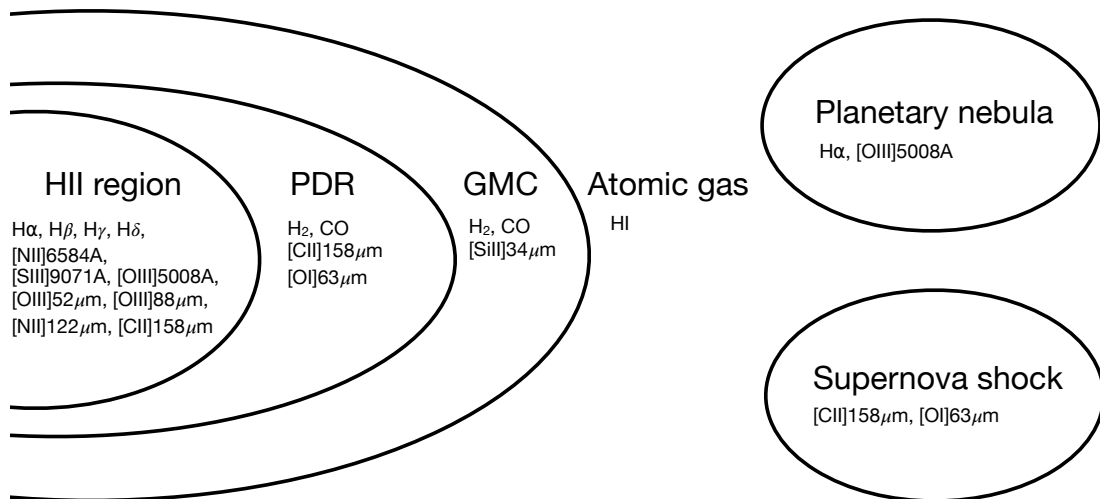 HII region
Hα, Hβ, Hγ, Hδ,
[NII]6584A
[SIII]9071A, [OIII]5008A,
[OIII]52μm, [OIII]88μm,
[NII]122μm, [CII]158μm
PDR
H₂, CO
[CII]158μm
[OI]63μm
GMC
H₂, CO
[SiII]34μm
Atomic gas
HI
Planetary nebula
Hα, [OIII]5008A
Supernova shock
[CII]158μm, [OI]63μm